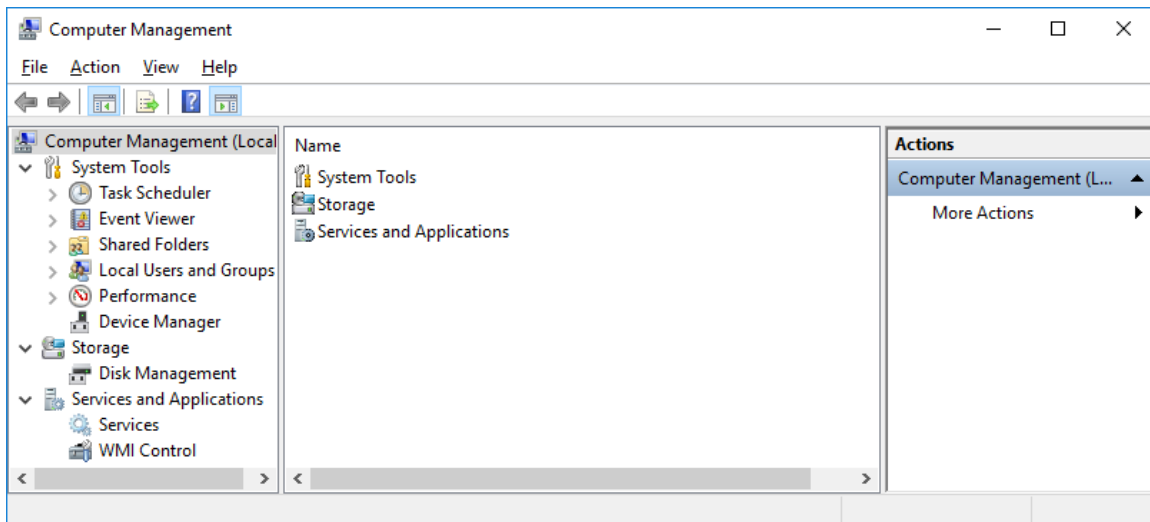 Computer Management
File Action View Help
Computer Management (Local
System Tools
Task Scheduler
Event Viewer
Shared Folders
Local Users and Groups
Performance
Device Manager
Storage
Disk Management
Services and Applications
Services
WMI Control
Name
System Tools
Storage
Services and Applications
Actions
Computer Management (L...
More Actions